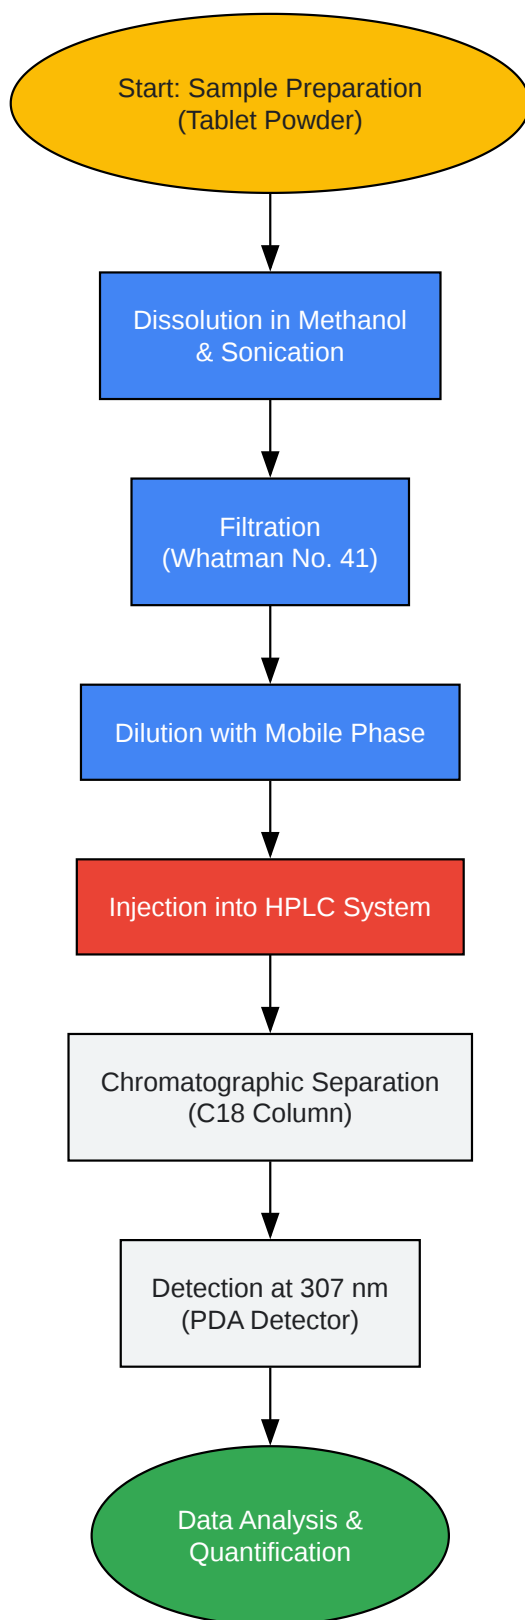 Start: Sample Preparation
(Tablet Powder)
Dissolution in Methanol
& Sonication
Filtration
(Whatman No. 41)
Dilution with Mobile Phase
Injection into HPLC System
Chromatographic Separation
(C18 Column)
Detection at 307 nm
(PDA Detector)
Data Analysis &
Quantification